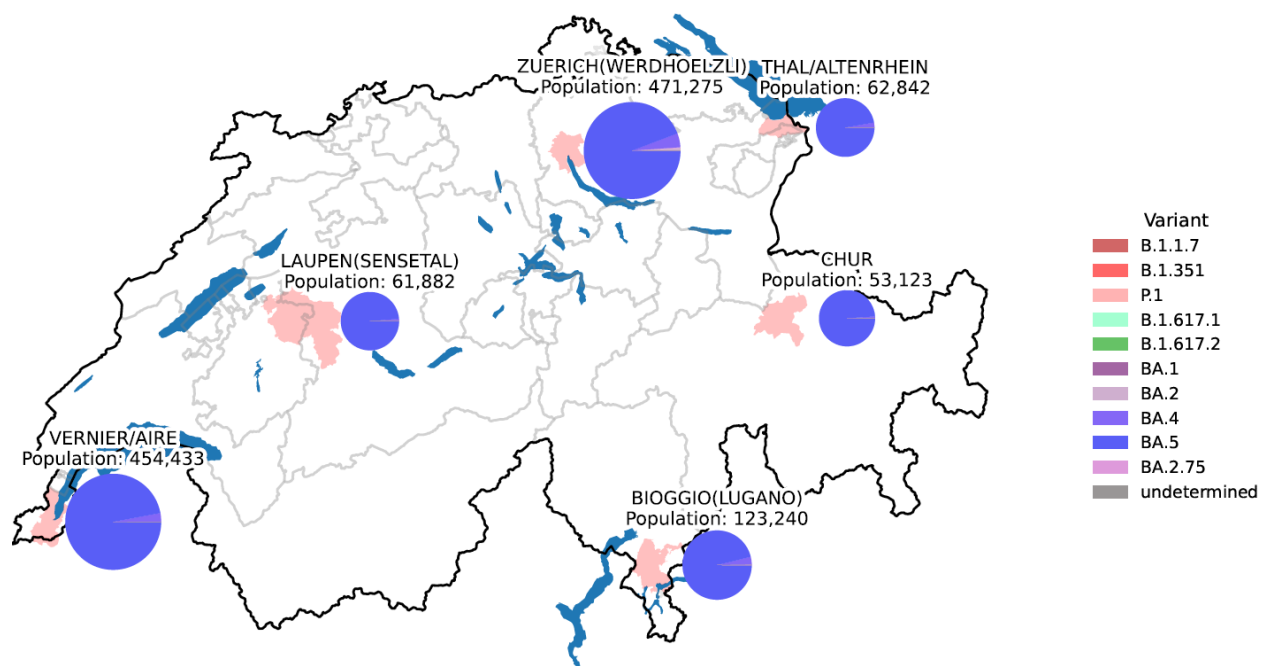 ZUERICH(WERDHOELZLI)
Population: 471,275
THAL/ALTENRHEIN
Population: 62,842
LAUPEN(SENSETAL)
Population: 61,882
CHUR
Population: 53,123
VERNIER/AIRE
Population: 454,433
BIOGGIO(LUGANO)
Population: 123,240
Variant
B.1.1.7
B.1.351
P.1
B.1.617.1
B.1.617.2
BA.1
BA.2
BA.4
BA.5
BA.2.75
undetermined